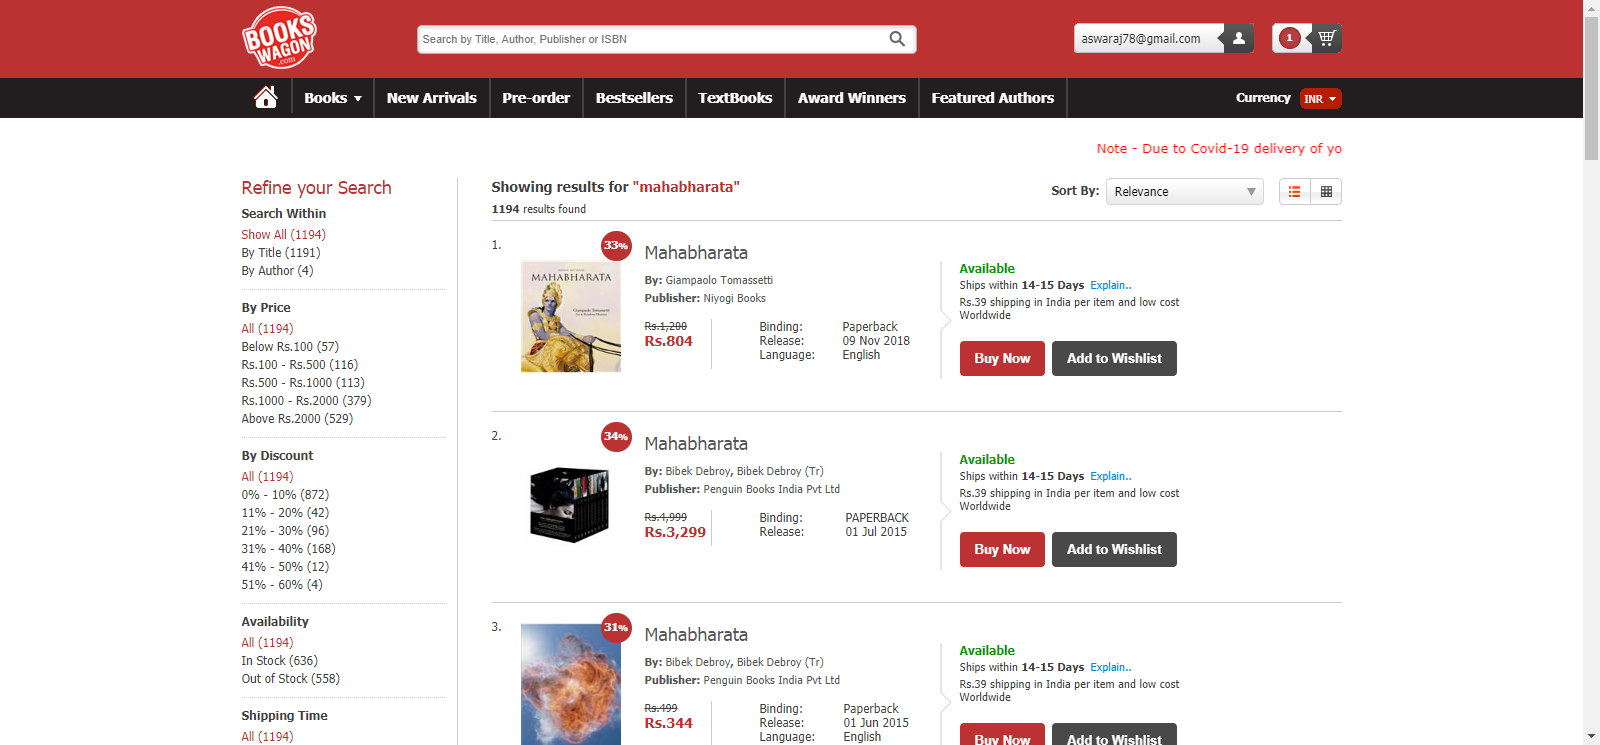 BOOKS
WAGON
.com
Search by Title, Author, Publisher or ISBN
aswaraj78@gmail.com
1
Books
New Arrivals
Pre-order
Bestsellers
TextBooks
Award Winners
Featured Authors
Currency
INR
Note - Due to Covid-19 delivery of yo
Refine your Search
Search Within
Show All (1194)
By Title (1191)
By Author (4)
By Price
All (1194)
Below Rs.100 (57)
Rs.100 - Rs.500 (116)
Rs.500 - Rs.1000 (113)
Rs.1000 - Rs.2000 (379)
Above Rs.2000 (529)
By Discount
All (1194)
0% - 10% (872)
11% - 20% (42)
21% - 30% (96)
31% - 40% (168)
41% - 50% (12)
51% - 60% (4)
Availability
All (1194)
In Stock (636)
Out of Stock (558)
Shipping Time
All (1194)
Showing results for "mahabharata"
1194 results found
Sort By:
Relevance
1.
33%
MAHABHARATA
Giampaolo Tomassetti
Mahabharata
By: Giampaolo Tomassetti
Publisher: Niyogi Books
Rs.1,200
Rs.804
Binding: Paperback
Release: 09 Nov 2018
Language: English
Available
Ships within 14-15 Days Explain..
Rs.39 shipping in India per item and low cost
Worldwide
Buy Now
Add to Wishlist
2.
34%
Mahabharata
By: Bibek Debroy, Bibek Debroy (Tr)
Publisher: Penguin Books India Pvt Ltd
Rs.4,999
Rs.3,299
Binding: PAPERBACK
Release: 01 Jul 2015
Available
Ships within 14-15 Days Explain..
Rs.39 shipping in India per item and low cost
Worldwide
Buy Now
Add to Wishlist
3.
31%
Mahabharata
By: Bibek Debroy, Bibek Debroy (Tr)
Publisher: Penguin Books India Pvt Ltd
Rs.499
Rs.344
Binding: Paperback
Release: 01 Jun 2015
Language: English
Available
Ships within 14-15 Days Explain..
Rs.39 shipping in India per item and low cost
Worldwide
Buy Now
Add to Wishlist